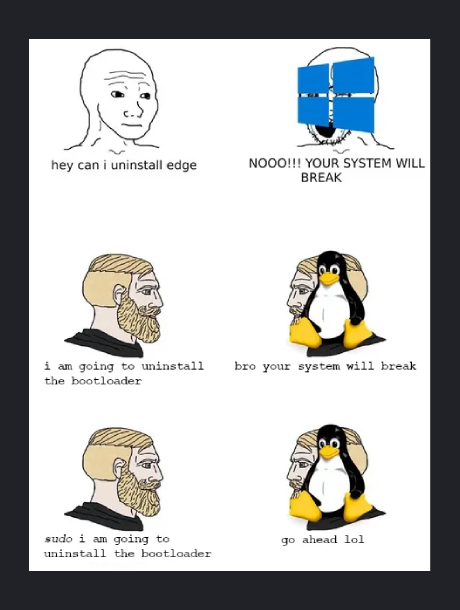 hey can i uninstall edge
NOOO!!! YOUR SYSTEM WILL
BREAK
i am going to uninstall
the bootloader
bro your system will break
sudo i am going to
uninstall the bootloader
go ahead lol